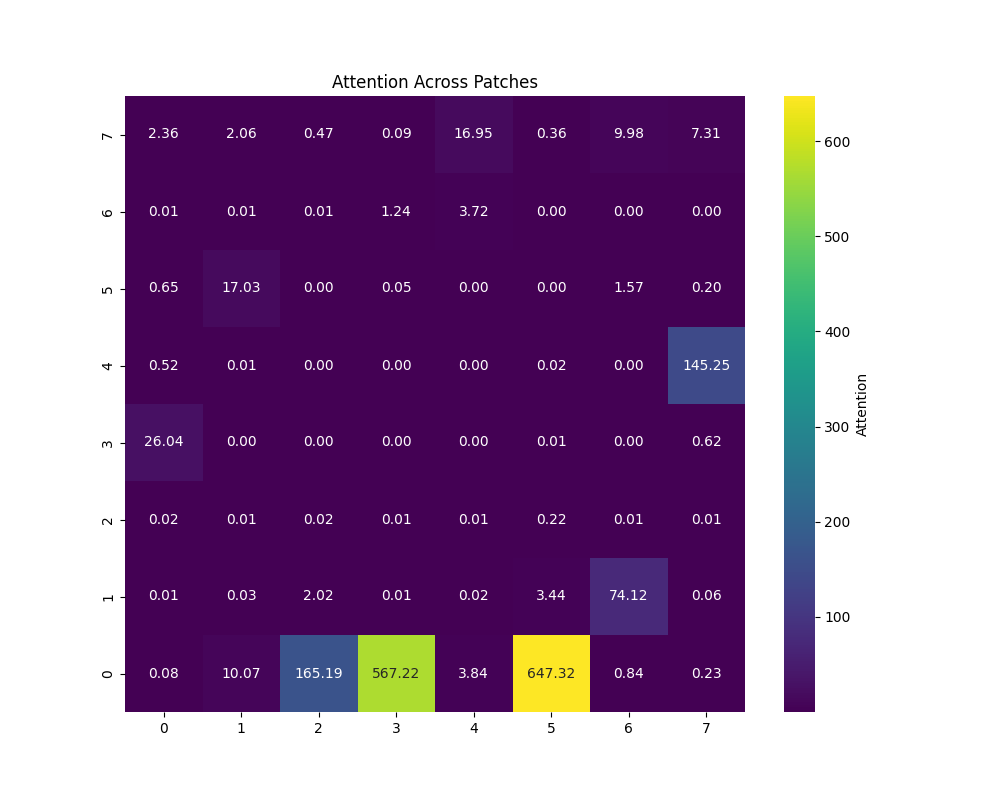 Attention Across Patches
7 2.36 2.06 0.47 0.09 16.95 0.36 9.98 7.31
6 0.01 0.01 0.01 1.24 3.72 0.00 0.00 0.00
5 0.65 17.03 0.00 0.05 0.00 0.00 1.57 0.20
4 0.52 0.01 0.00 0.00 0.00 0.02 0.00 145.25
3 26.04 0.00 0.00 0.00 0.00 0.01 0.00 0.62
2 0.02 0.01 0.02 0.01 0.01 0.22 0.01 0.01
1 0.01 0.03 2.02 0.01 0.02 3.44 74.12 0.06
0 0.08 10.07 165.19 567.22 3.84 647.32 0.84 0.23
0 1 2 3 4 5 6 7
600
500
400
300
200
100
Attention